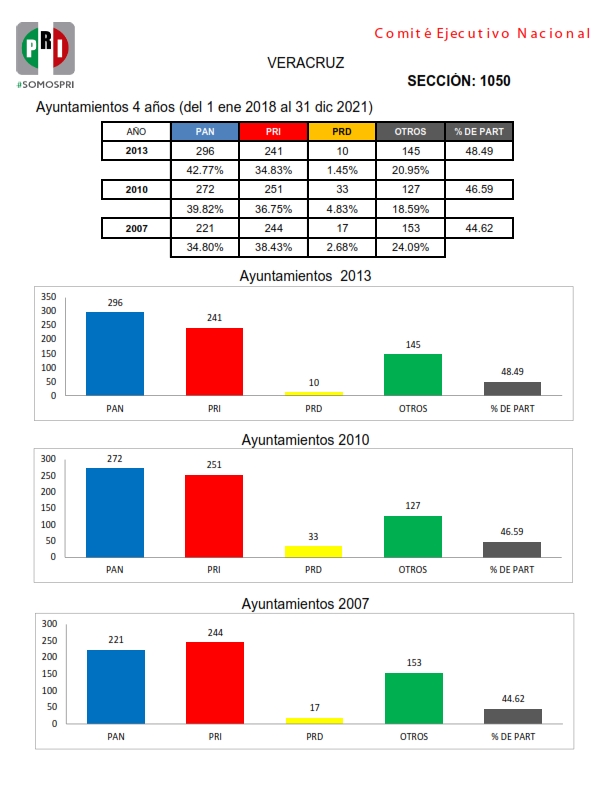 Comité Ejecutivo Nacional
PRI
#SOMOSPRI
VERACRUZ
SECCIÓN: 1050
Ayuntamientos 4 años (del 1 ene 2018 al 31 dic 2021)
AÑO PAN PRI PRD OTROS % DE PART
2013 296 241 10 145 48.49
42.77% 34.83% 1.45% 20.95%
2010 272 251 33 127 46.59
39.82% 36.75% 4.83% 18.59%
2007 221 244 17 153 44.62
34.80% 38.43% 2.68% 24.09%
Ayuntamientos 2013
350
300
250
200
150
100
50
0
296
241
10
145
48.49
PAN PRI PRD OTROS % DE PART
Ayuntamientos 2010
300
250
200
150
100
50
0
272
251
33
127
46.59
PAN PRI PRD OTROS % DE PART
Ayuntamientos 2007
300
250
200
150
100
50
0
221
244
17
153
44.62
PAN PRI PRD OTROS % DE PART